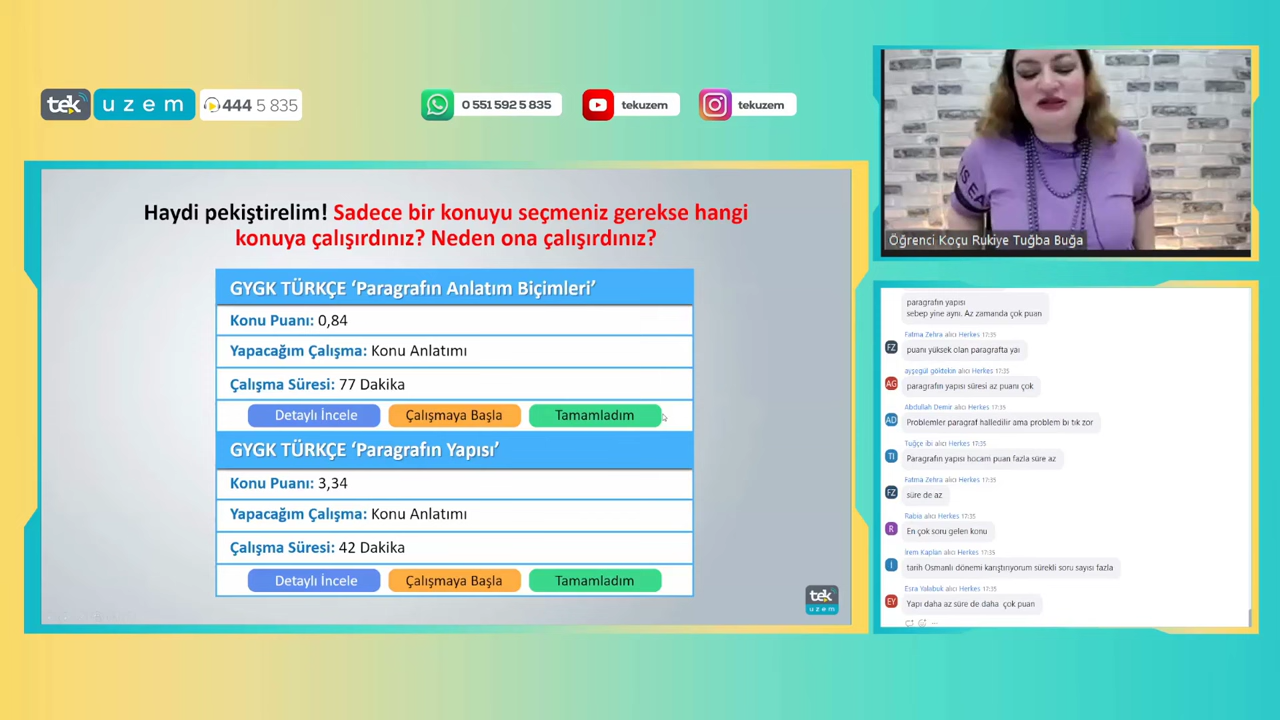 tek uzem 444 5 835
0 551 592 5 835
tekuzem
tekuzem
Haydi pekiştirelim! Sadece bir konuyu seçmeniz gerekse hangi
konuya çalışırdınız? Neden ona çalışırdınız?
GYGK TÜRKÇE ‘Paragrafın Anlatım Biçimleri’
Konu Puanı: 0,84
Yapacağım Çalışma: Konu Anlatımı
Çalışma Süresi: 77 Dakika
Detaylı İncele Çalışmaya Başla Tamamladım
GYGK TÜRKÇE ‘Paragrafın Yapısı’
Konu Puanı: 3,34
Yapacağım Çalışma: Konu Anlatımı
Çalışma Süresi: 42 Dakika
Detaylı İncele Çalışmaya Başla Tamamladım
tek
uzem
Öğrenci Koçu Rukiye Tuğba Buğa
paragrafın yapısı
sebep yine aynı. Az zamanda çok puan
Fatma Zehra alıcı Herkes 17:35
FZ
puanı yüksek olan paragrafta yai
ayşegül göktekin alıcı Herkes 17:35
AG
paragrafın yapısı süresi az puanı çok
Abdullah Demir alıcı Herkes 17:35
AD
Problemler paragraf halledilir ama problem bı tık zor
Tuğçe ibi alıcı Herkes 17:35
TI
Paragrafın yapısı hocam puan fazla süre az
Fatma Zehra alıcı Herkes 17:35
FZ
süre de az
Rabia alıcı Herkes 17:35
R
En çok soru gelen konu
İrem Kaplan alıcı Herkes 17:35
İ
tarih Osmanlı dönemi karıştırıyorum sürekli soru sayısı fazla
Esra Yalabuk alıcı Herkes 17:35
EY
Yapı daha az süre de daha çok puan